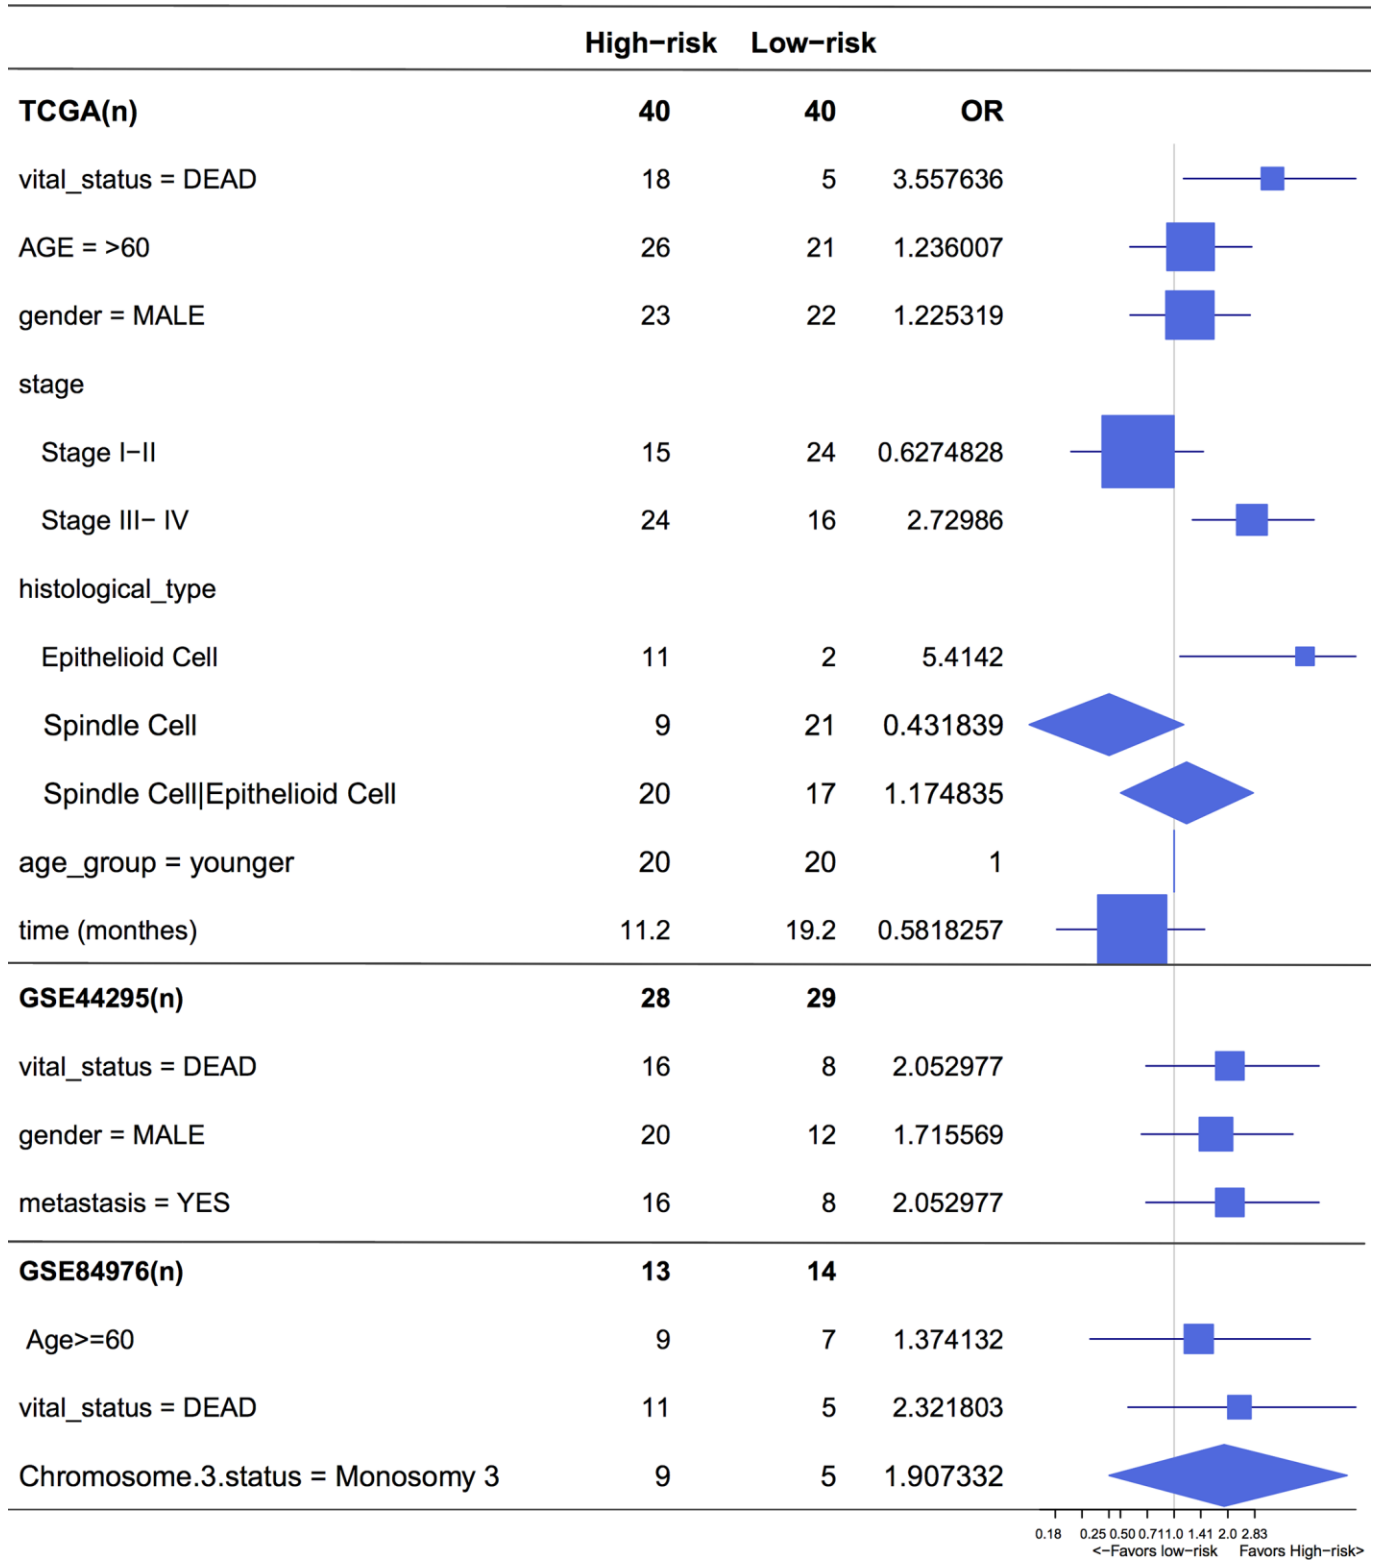 High−risk Low−risk
TCGA(n) 40 40 OR
vital_status = DEAD 18 5 3.557636
AGE = >60 26 21 1.236007
gender = MALE 23 22 1.225319
stage
Stage I−II 15 24 0.6274828
Stage III− IV 24 16 2.72986
histological_type
Epithelioid Cell 11 2 5.4142
Spindle Cell 9 21 0.431839
Spindle Cell|Epithelioid Cell 20 17 1.174835
age_group = younger 20 20 1
time (monthes) 11.2 19.2 0.5818257
GSE44295(n) 28 29
vital_status = DEAD 16 8 2.052977
gender = MALE 20 12 1.715569
metastasis = YES 16 8 2.052977
GSE84976(n) 13 14
Age>=60 9 7 1.374132
vital_status = DEAD 11 5 2.321803
Chromosome.3.status = Monosomy 3 9 5 1.907332
0.18 0.25 0.50 0.71 1.0 1.41 2.0 2.83
<−Favors low−risk Favors High−risk>